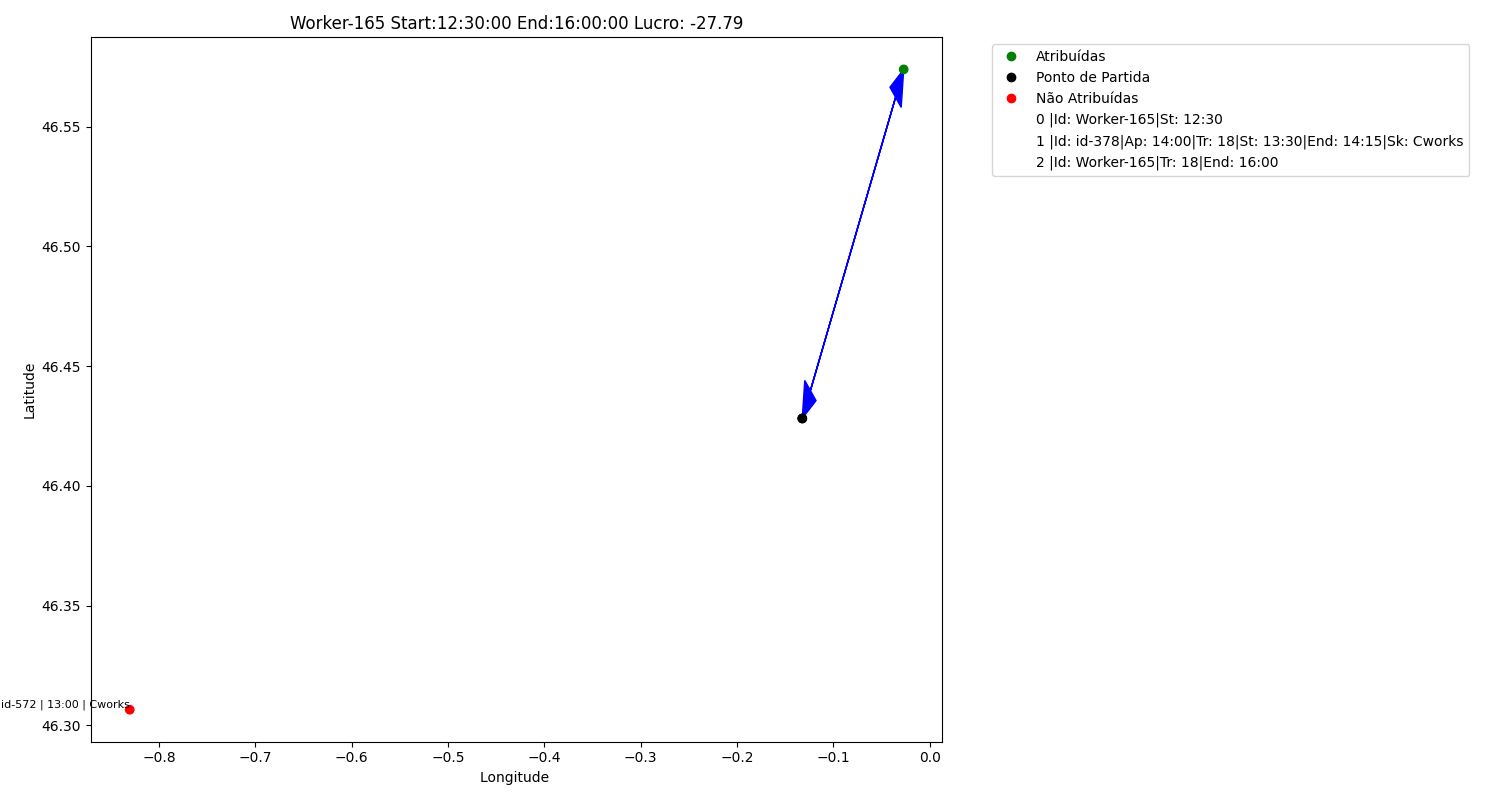 Worker-165 Start:12:30:00 End:16:00:00 Lucro: -27.79
Atribuídas
Ponto de Partida
Não Atribuídas
0 |Id: Worker-165|St: 12:30
1 |Id: id-378|Ap: 14:00|Tr: 18|St: 13:30|End: 14:15|Sk: Cworks
2 |Id: Worker-165|Tr: 18|End: 16:00
46.55
46.50
46.45
46.40
46.35
46.30
Latitude
id-572 | 13:00 | Cworks
−0.8
−0.7
−0.6
−0.5
−0.4
−0.3
−0.2
−0.1
0.0
Longitude